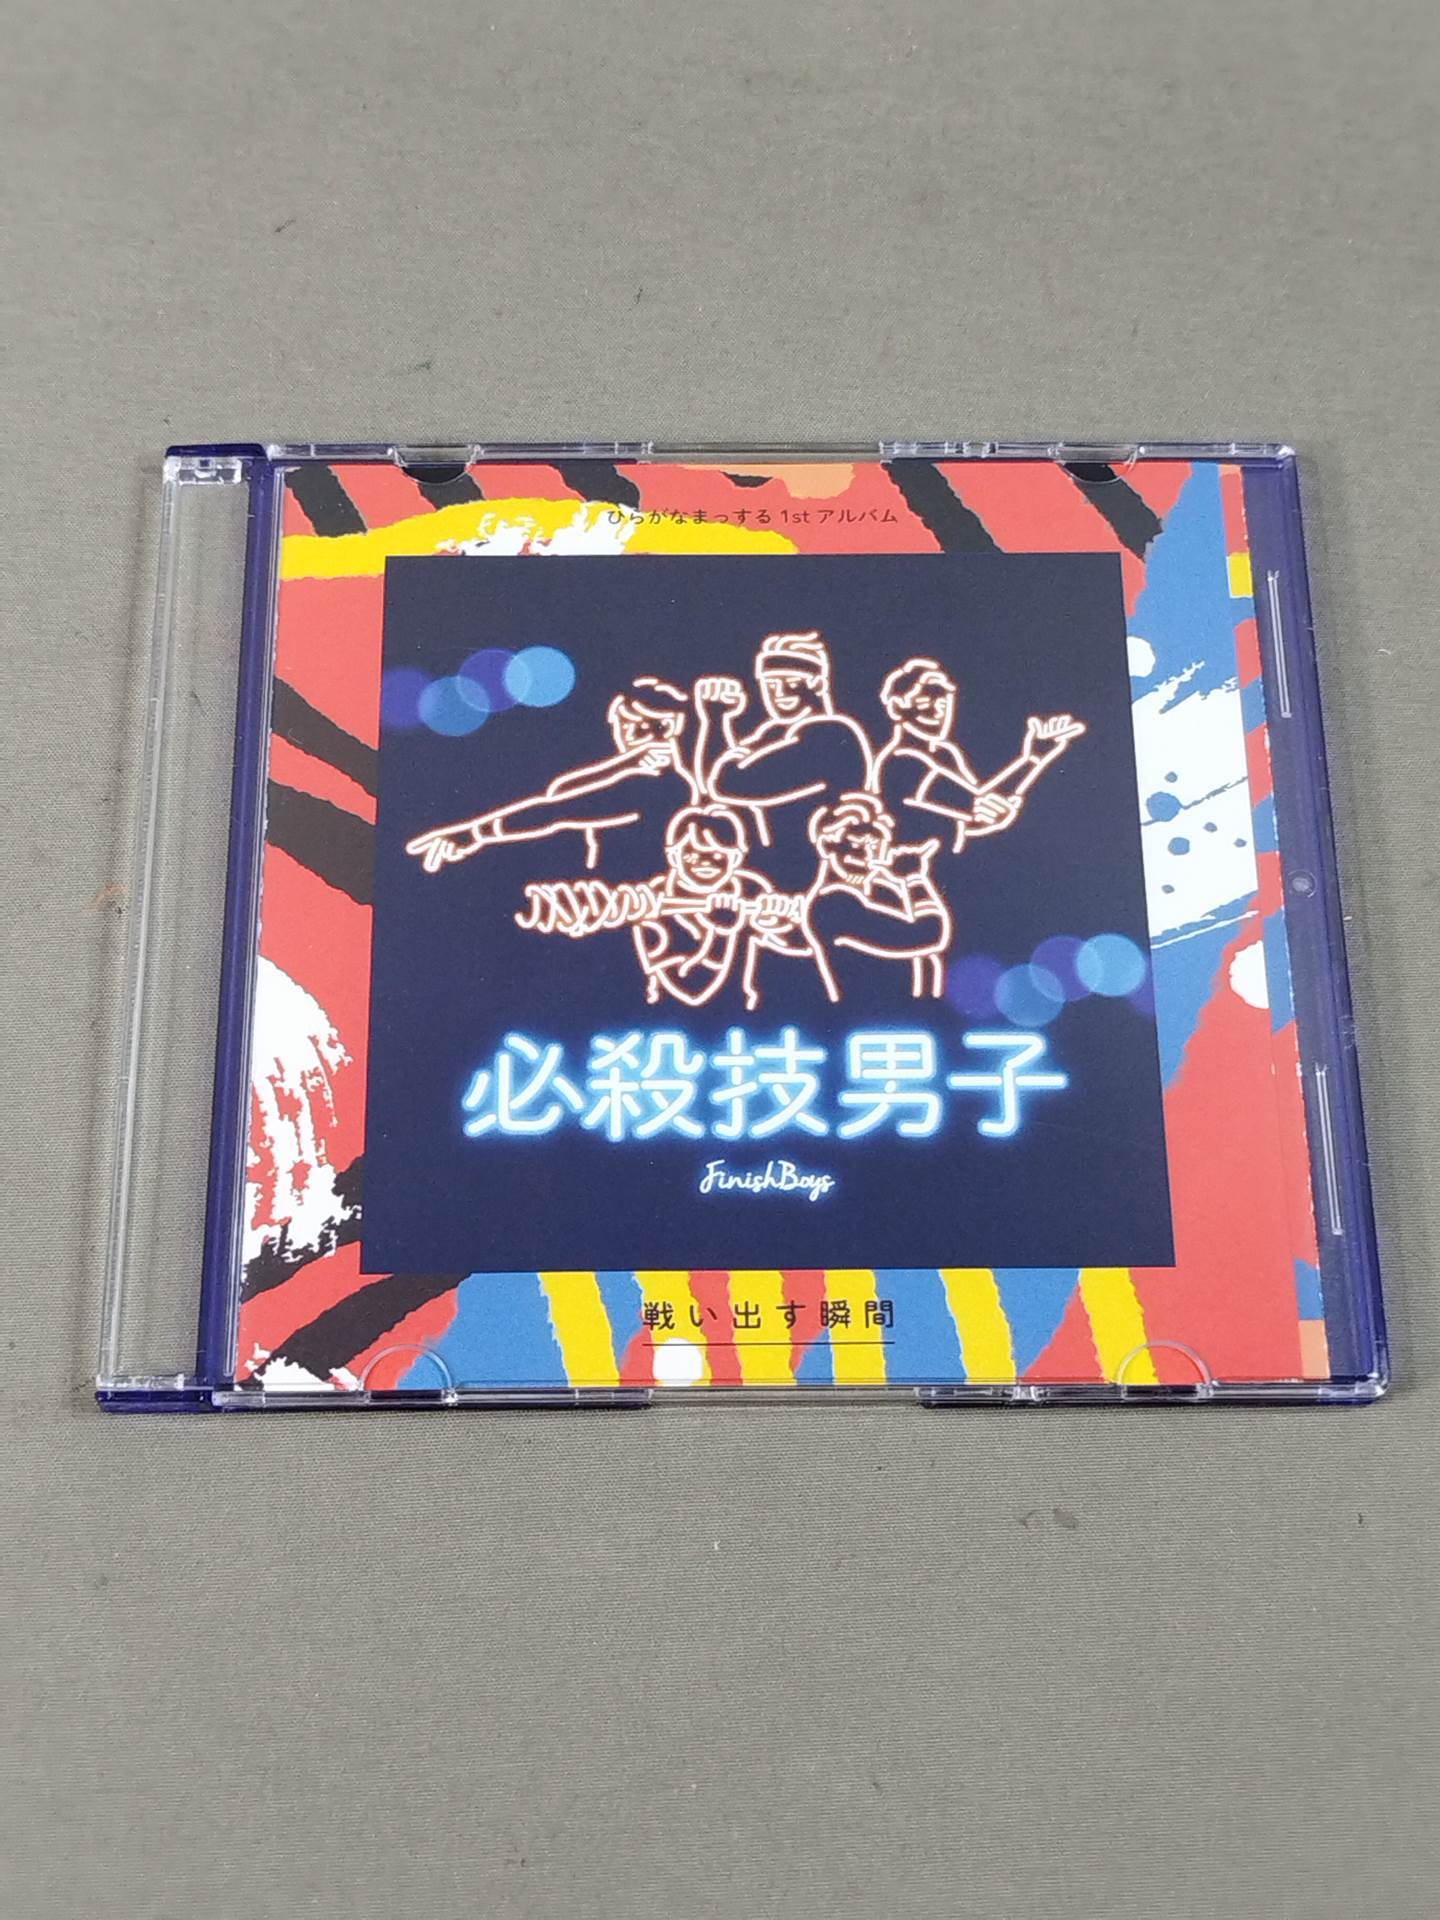 ひらがなまっする 1st アルバム
必殺技男子
FinishBoys
戦い出す瞬間